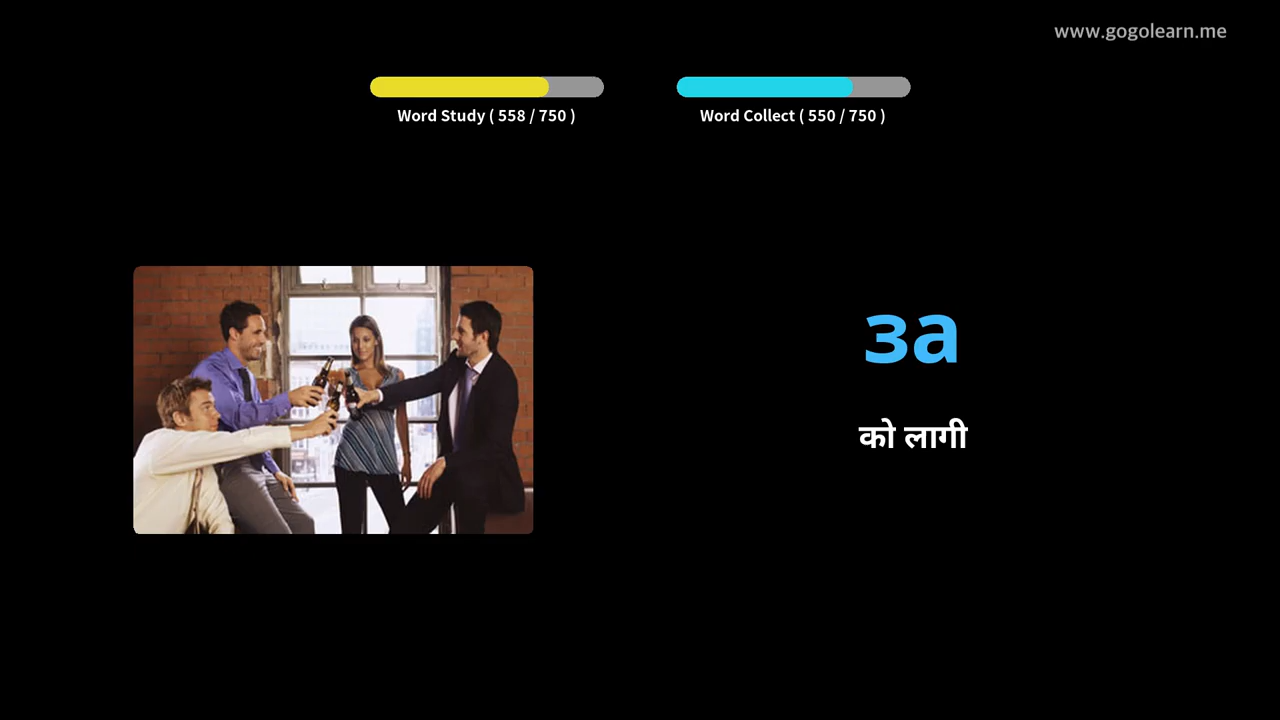 www.gogolearn.me
Word Study ( 558 / 750 )
Word Collect ( 550 / 750 )
за
को लागी